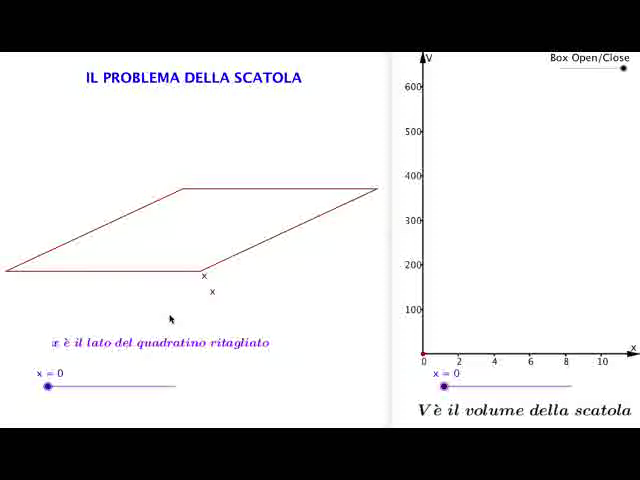 IL PROBLEMA DELLA SCATOLA
x
x
x è il lato del quadratino ritagliato
x = 0
V
Box Open/Close
600
500
400
300
200
100
0 2 4 6 8 10
x
x = 0
V è il volume della scatola